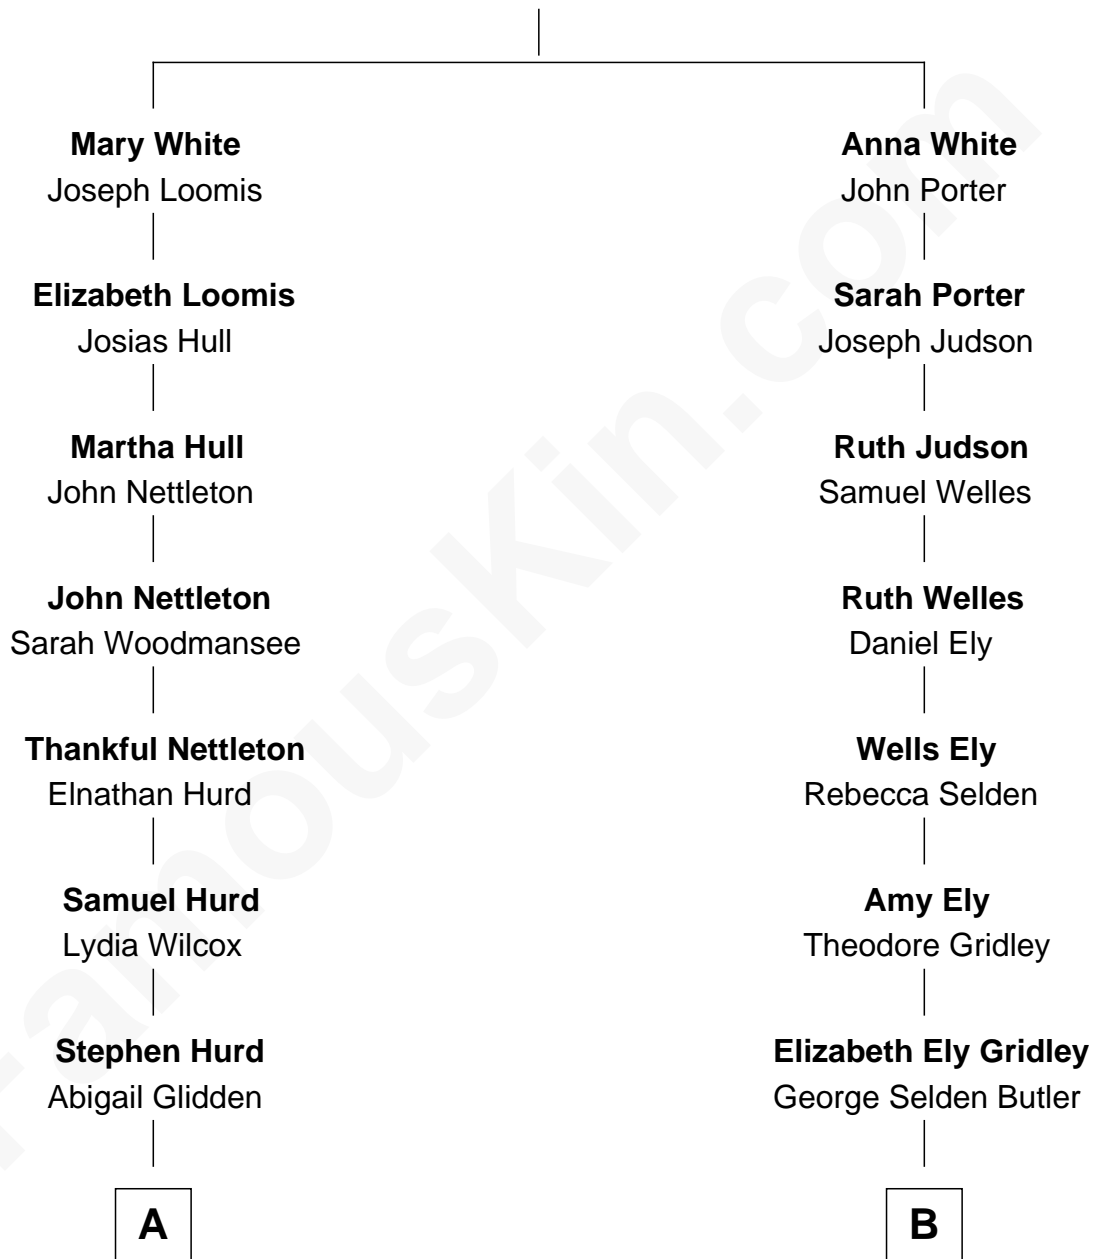 Mary White
Joseph Loomis
Elizabeth Loomis
Josias Hull
Martha Hull
John Nettleton
John Nettleton
Sarah Woodmansee
Thankful Nettleton
Elnathan Hurd
Samuel Hurd
Lydia Wilcox
Stephen Hurd
Abigail Glidden
A
Anna White
John Porter
Sarah Porter
Joseph Judson
Ruth Judson
Samuel Welles
Ruth Welles
Daniel Ely
Wells Ely
Rebecca Selden
Amy Ely
Theodore Gridley
Elizabeth Ely Gridley
George Selden Butler
B
FamousKin.com